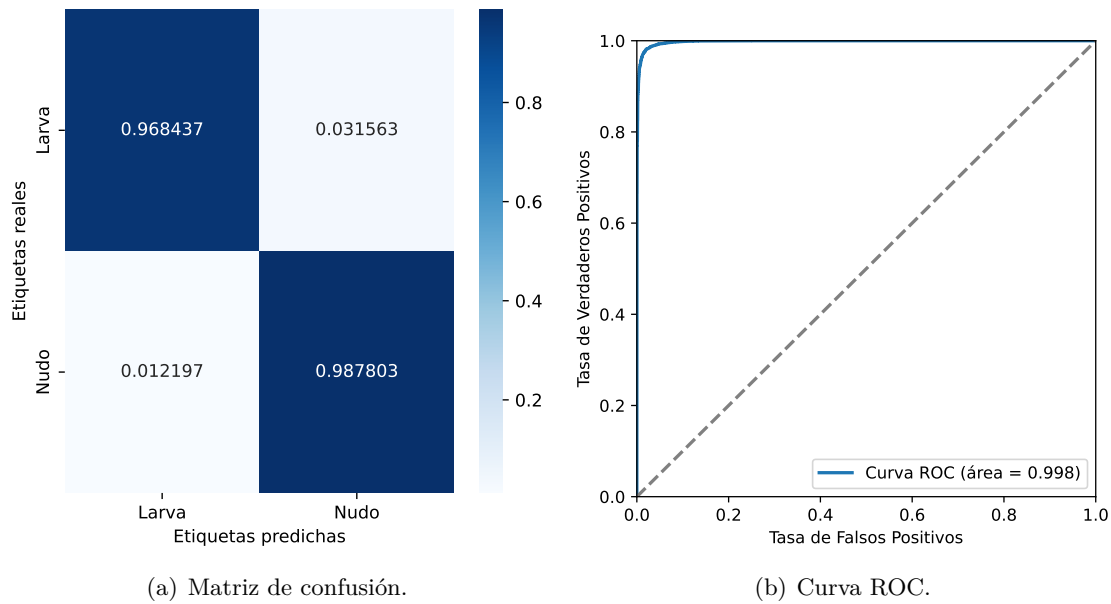 Etiquetas reales
Larva
Nudo
0.968437
0.031563
0.012197
0.987803
Larva
Nudo
Etiquetas predichas
0.8
0.6
0.4
0.2
(a) Matriz de confusión.
Tasa de Verdaderos Positivos
1.0
0.8
0.6
0.4
0.2
0.0
Curva ROC (área = 0.998)
0.0
0.2
0.4
0.6
0.8
1.0
Tasa de Falsos Positivos
(b) Curva ROC.